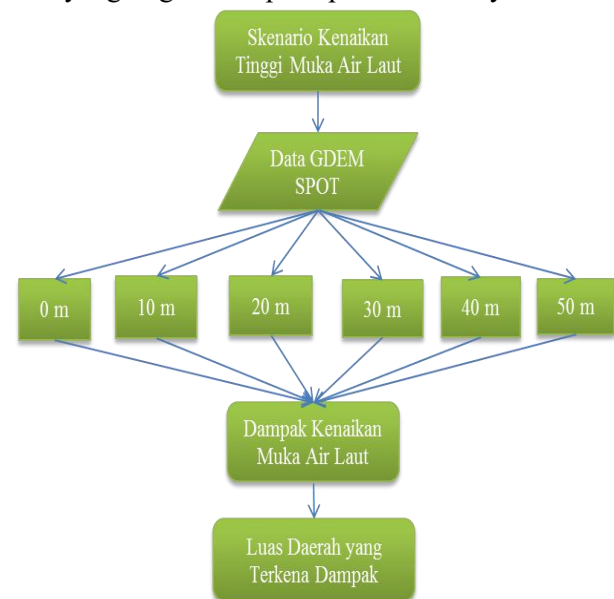 Skenario Kenaikan
Tinggi Muka Air Laut
Data GDEM
SPOT
0 m
10 m
20 m
30 m
40 m
50 m
Dampak Kenaikan
Muka Air Laut
Luas Daerah yang
Terkena Dampak